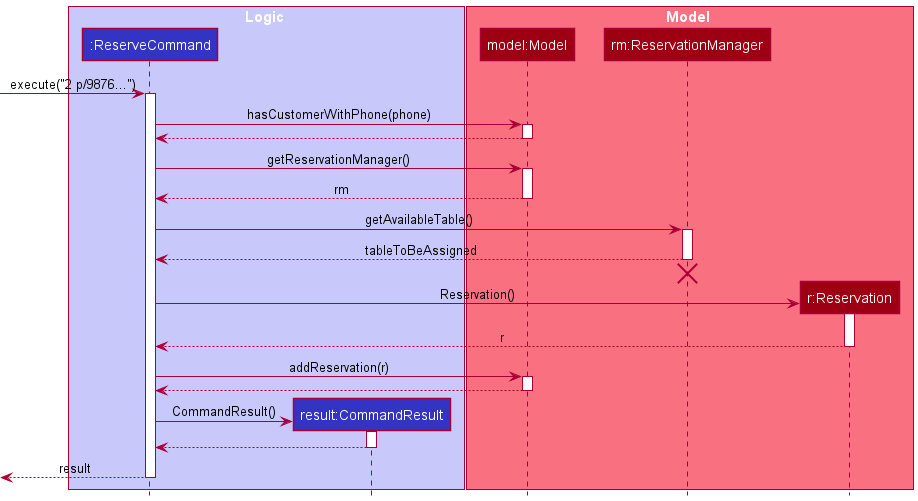 Logic
Model
:ReserveCommand
model:Model
rm:ReservationManager
execute("2 p/9876...")
hasCustomerWithPhone(phone)
getReservationManager()
rm
getAvailableTable()
tableToBeAssigned
Reservation()
r:Reservation
r
addReservation(r)
CommandResult()
result:CommandResult
result